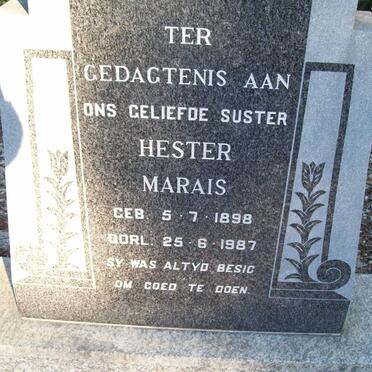 TER
GEDAGTENIS AAN
ONS GELIEFDE SUSTER
HESTER
MARAIS
GEB. 5·7·1898
OORL. 25·6·1987
SY WAS ALTYD BESIG
OM GOED TE DOEN.